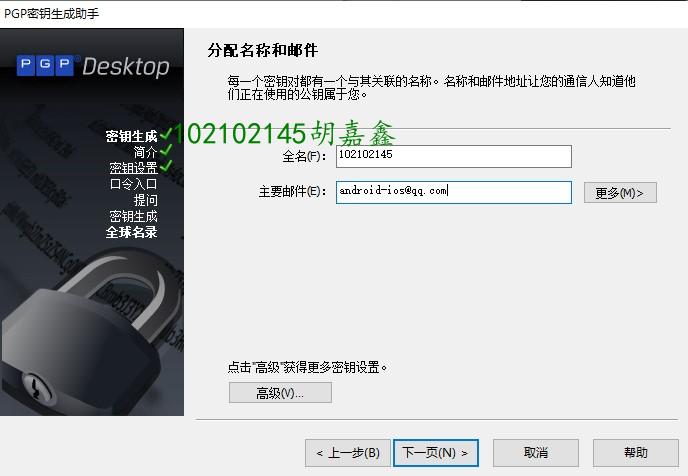 PGP密钥生成助手
PGP® Desktop
密钥生成
简介
密钥设置
口令入口
提问
密钥生成
全球名录
分配名称和邮件
每一个密钥对都有一个与其关联的名称。名称和邮件地址让您的通信人知道他
们正在使用的公钥属于您。
102102145胡嘉鑫
全名(F)： 102102145
主要邮件(E)： android-ios@qq.com 更多(M)>
点击"高级"获得更多密钥设置。
高级(V)...
< 上一步(B) 下一页(N) > 取消 帮助